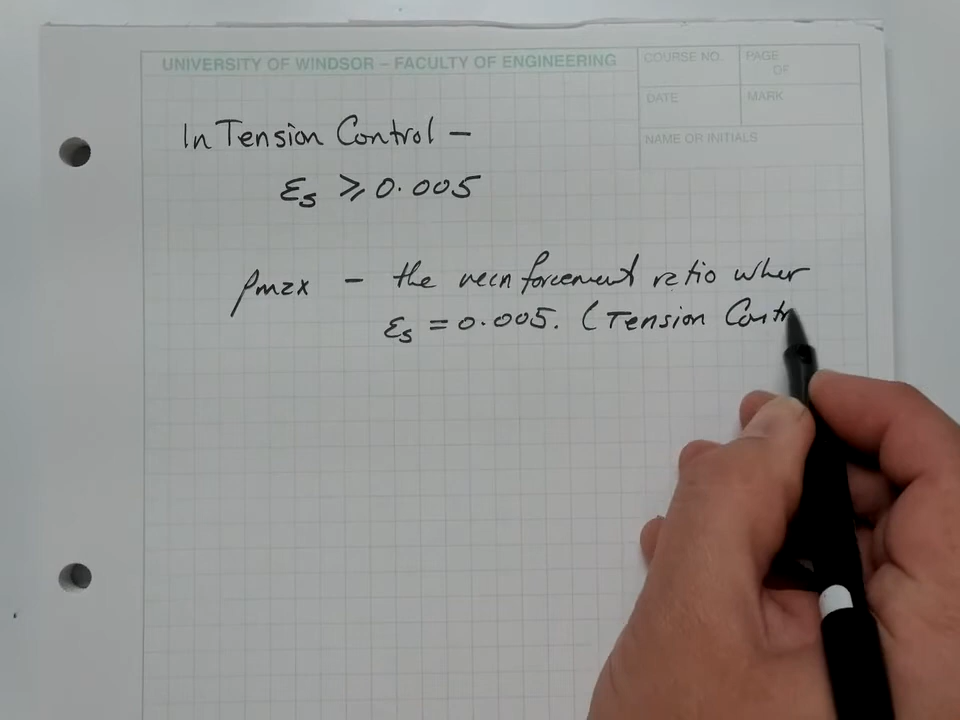 UNIVERSITY OF WINDSOR – FACULTY OF ENGINEERING
COURSE NO.
PAGE
OF
DATE
MARK
NAME OR INITIALS
In Tension Control –
εs ⩾ 0.005
ρmax – the reinforcement ratio when
εs = 0.005. (Tension Contr